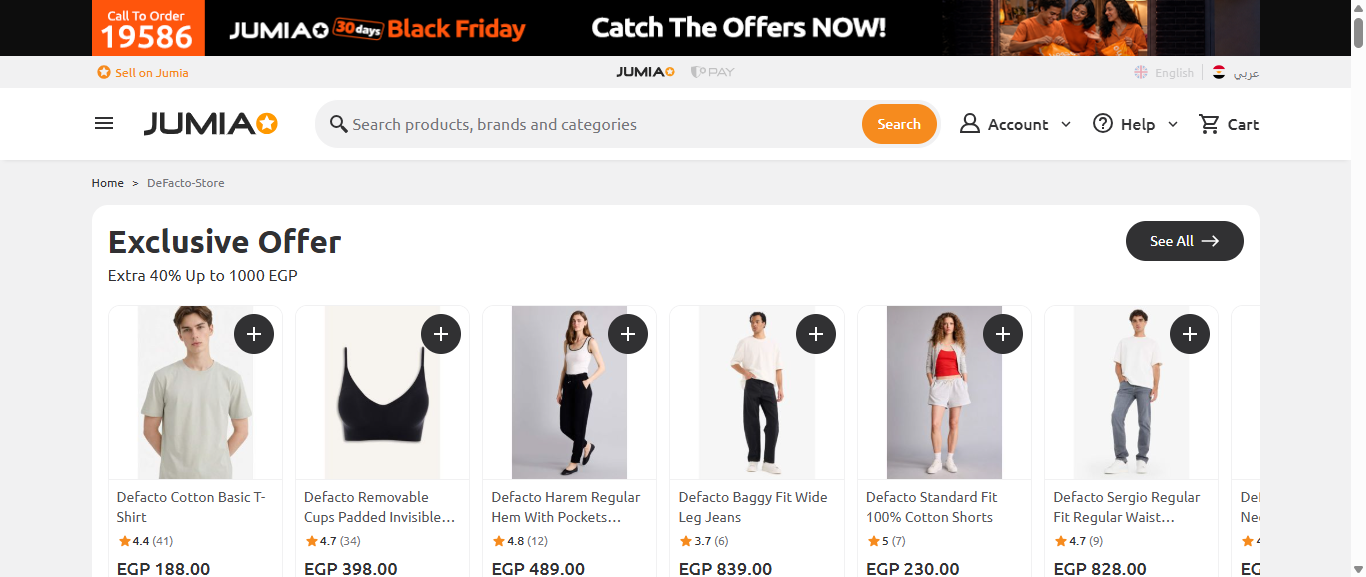 Call To Order
19586
JUMIA 30days Black Friday
Catch The Offers NOW!
Sell on Jumia
JUMIA
PAY
English
عربي
JUMIA
Search products, brands and categories
Search
Account
Help
Cart
Home > DeFacto-Store
Exclusive Offer
See All
Extra 40% Up to 1000 EGP
Defacto Cotton Basic T-
Shirt
4.4 (41)
EGP 188.00
Defacto Removable
Cups Padded Invisible...
4.7 (34)
EGP 398.00
Defacto Harem Regular
Hem With Pockets...
4.8 (12)
EGP 489.00
Defacto Baggy Fit Wide
Leg Jeans
3.7 (6)
EGP 839.00
Defacto Standard Fit
100% Cotton Shorts
5 (7)
EGP 230.00
Defacto Sergio Regular
Fit Regular Waist...
4.7 (9)
EGP 828.00